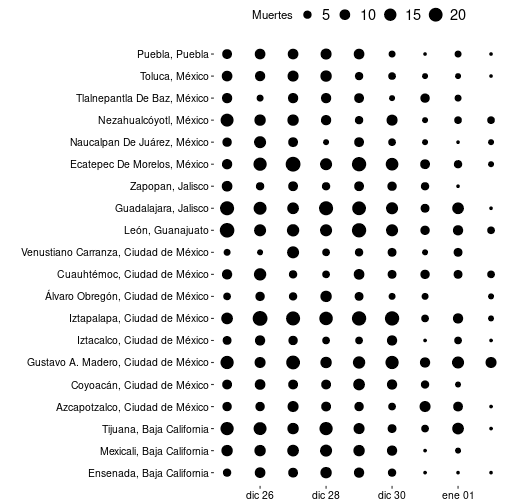 Muertes 5 10 15 20
Puebla, Puebla
Toluca, México
Tlalnepantla De Baz, México
Nezahualcóyotl, México
Naucalpan De Juárez, México
Ecatepec De Morelos, México
Zapopan, Jalisco
Guadalajara, Jalisco
León, Guanajuato
Venustiano Carranza, Ciudad de México
Cuauhtémoc, Ciudad de México
Álvaro Obregón, Ciudad de México
Iztapalapa, Ciudad de México
Iztacalco, Ciudad de México
Gustavo A. Madero, Ciudad de México
Coyoacán, Ciudad de México
Azcapotzalco, Ciudad de México
Tijuana, Baja California
Mexicali, Baja California
Ensenada, Baja California
dic 26 dic 28 dic 30 ene 01